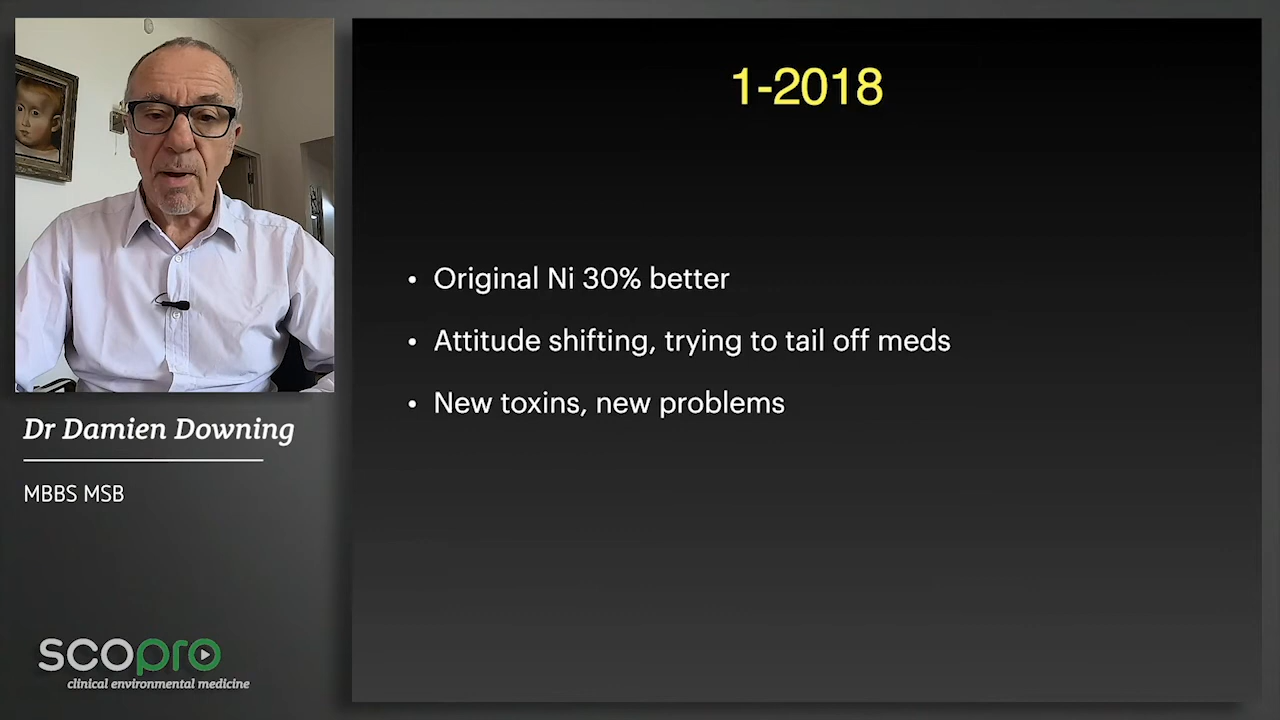 1-2018
• Original Ni 30% better
• Attitude shifting, trying to tail off meds
• New toxins, new problems
Dr Damien Downing
MBBS MSB
scopro
clinical environmental medicine